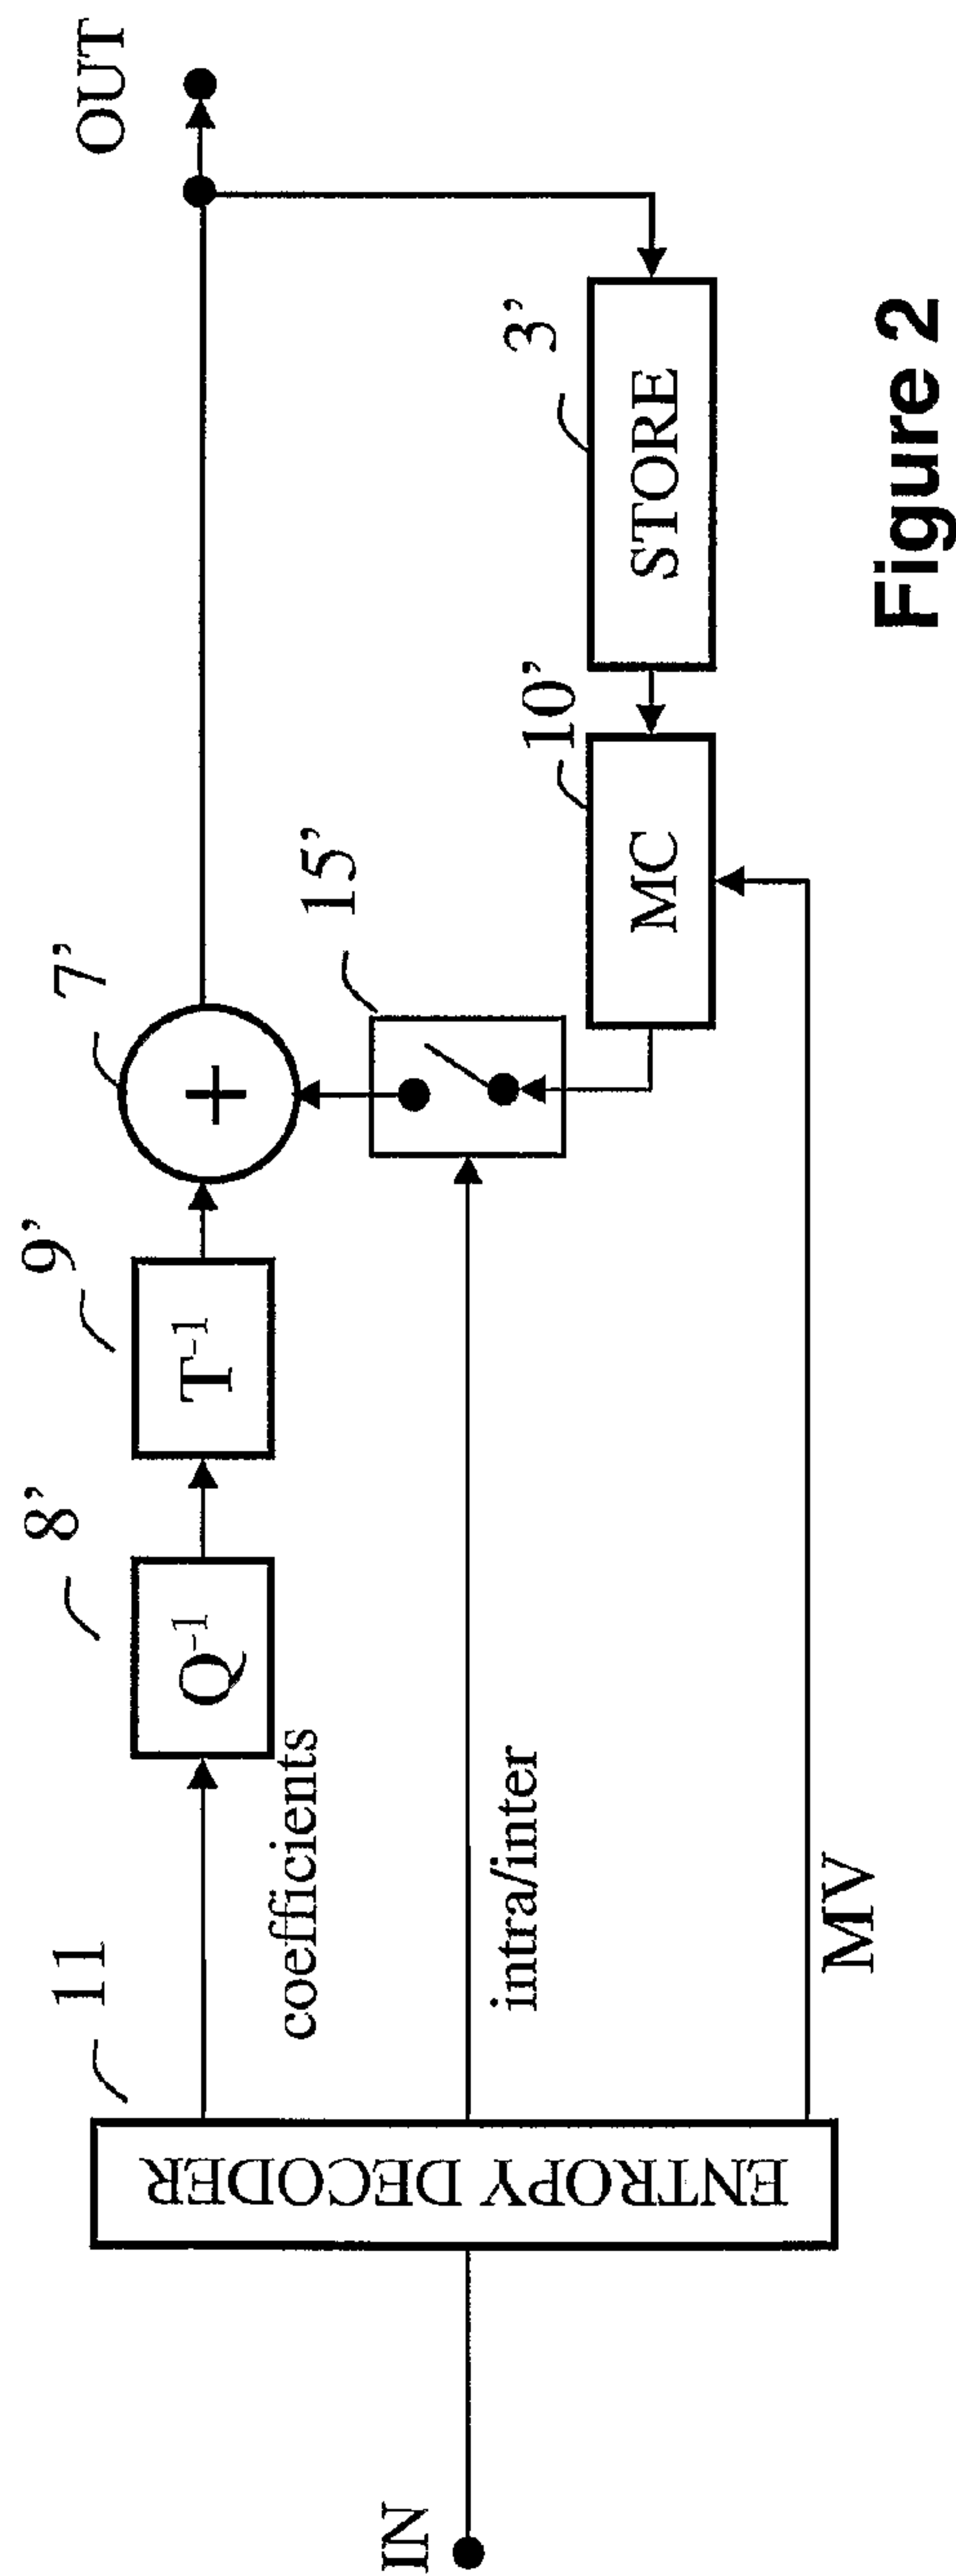 OUT
7’
9’
8’
11
T⁻¹
Q⁻¹
coefficients
15’
3’
10’
STORE
MC
intra/inter
ENTROPY DECODER
IN
MV
Figure 2